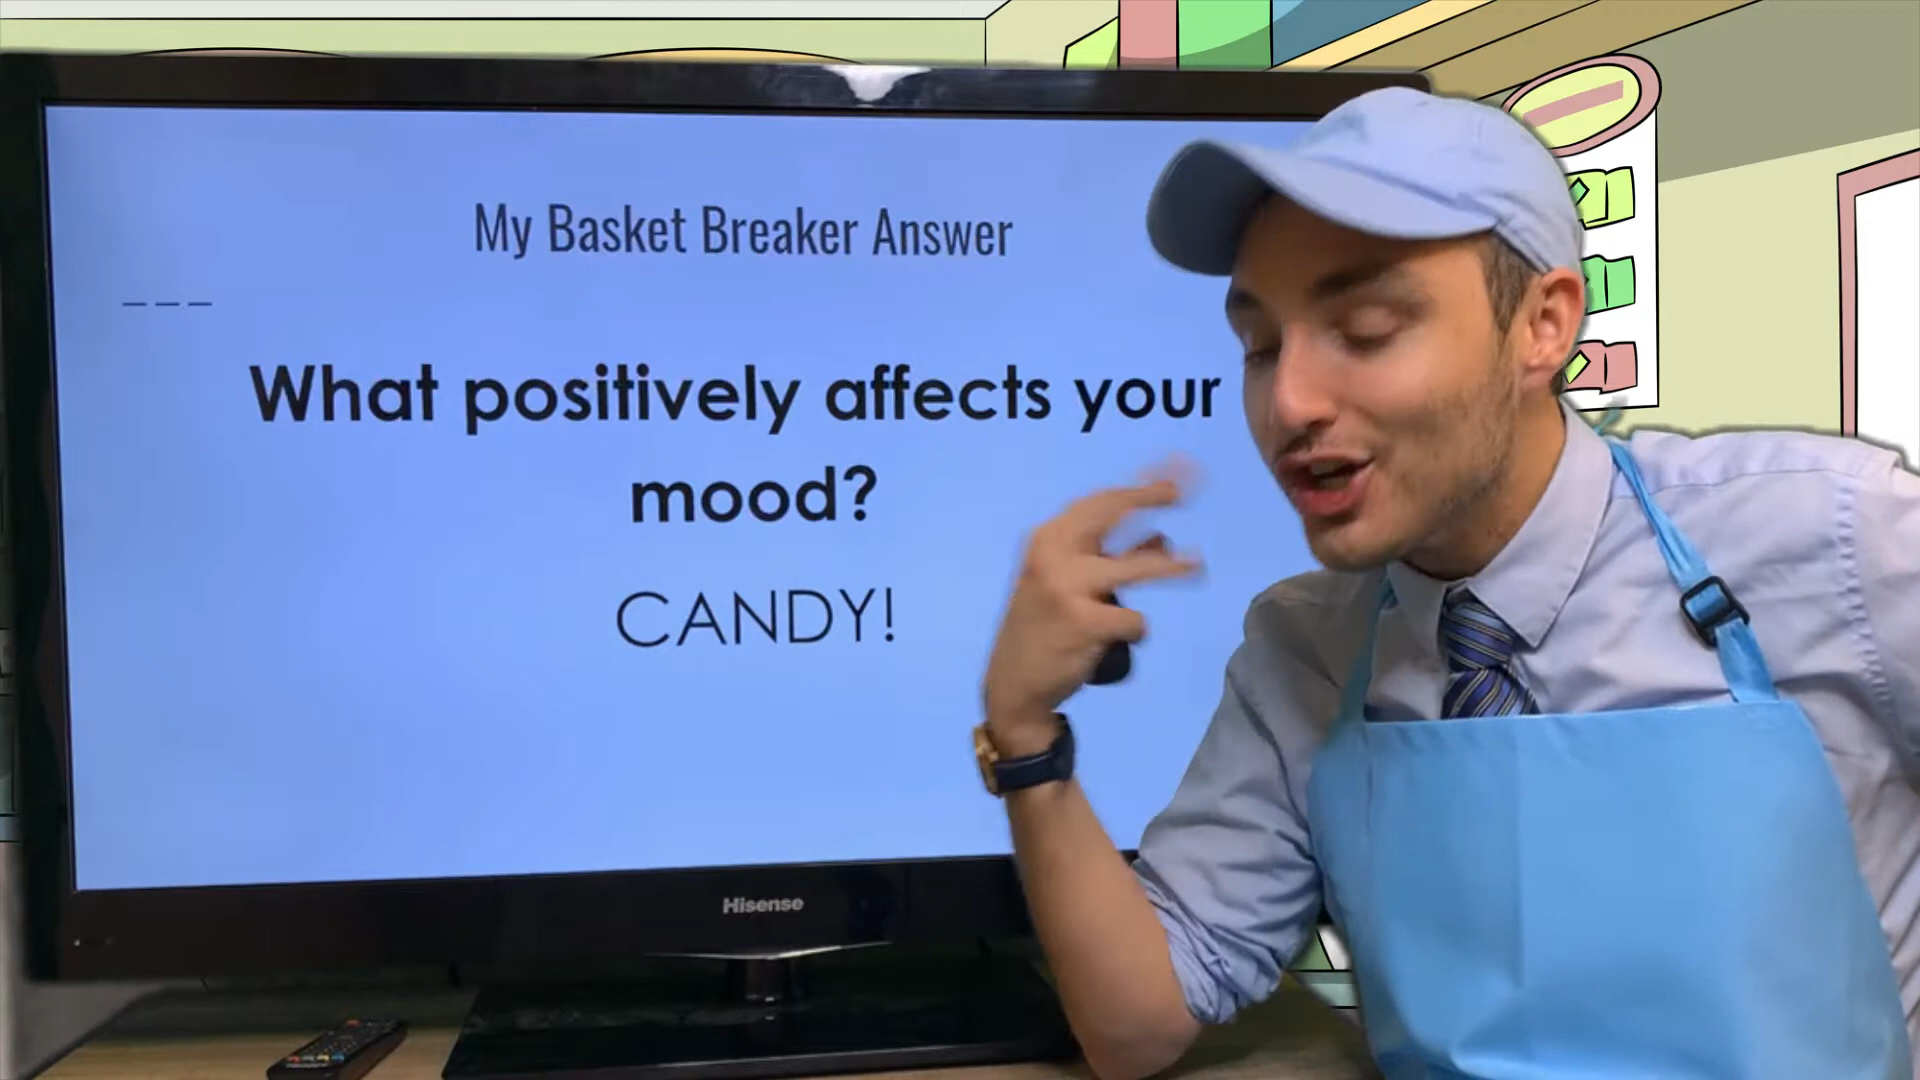 My Basket Breaker Answer
What positively affects your
mood?
CANDY!
Hisense